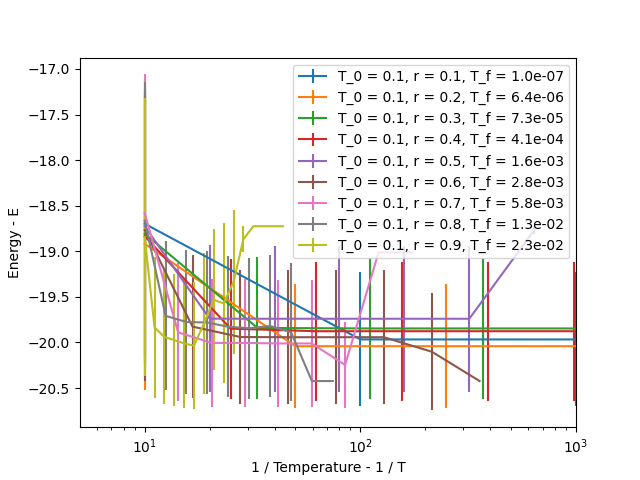 −17.0
−17.5
−18.0
−18.5
−19.0
−19.5
−20.0
−20.5
Energy - E
T_0 = 0.1, r = 0.1, T_f = 1.0e-07
T_0 = 0.1, r = 0.2, T_f = 6.4e-06
T_0 = 0.1, r = 0.3, T_f = 7.3e-05
T_0 = 0.1, r = 0.4, T_f = 4.1e-04
T_0 = 0.1, r = 0.5, T_f = 1.6e-03
T_0 = 0.1, r = 0.6, T_f = 2.8e-03
T_0 = 0.1, r = 0.7, T_f = 5.8e-03
T_0 = 0.1, r = 0.8, T_f = 1.3e-02
T_0 = 0.1, r = 0.9, T_f = 2.3e-02
10¹ 10² 10³
1 / Temperature - 1 / T